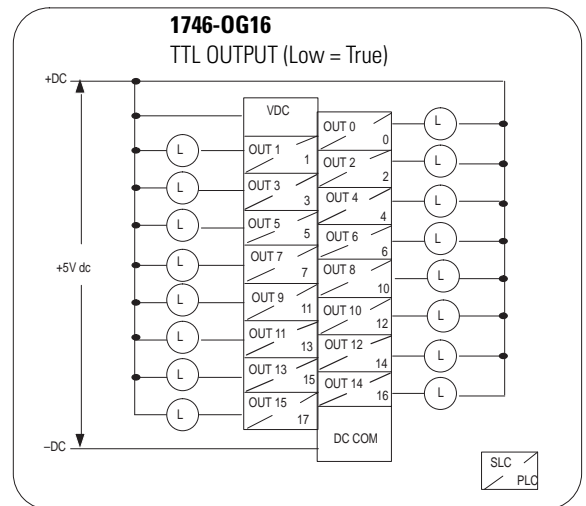 1746-OG16
TTL OUTPUT (Low = True)
+DC
VDC
L OUT 0 0 L
L OUT 1 1 OUT 2 2 L
L OUT 3 3 OUT 4 4 L
L OUT 5 5 OUT 6 6 L
+5V dc
L OUT 7 7 OUT 8 10 L
L OUT 9 11 OUT 10 12 L
L OUT 11 13 OUT 12 14 L
L OUT 13 15 OUT 14 16 L
L OUT 15 17
–DC
DC COM
SLC
PLC